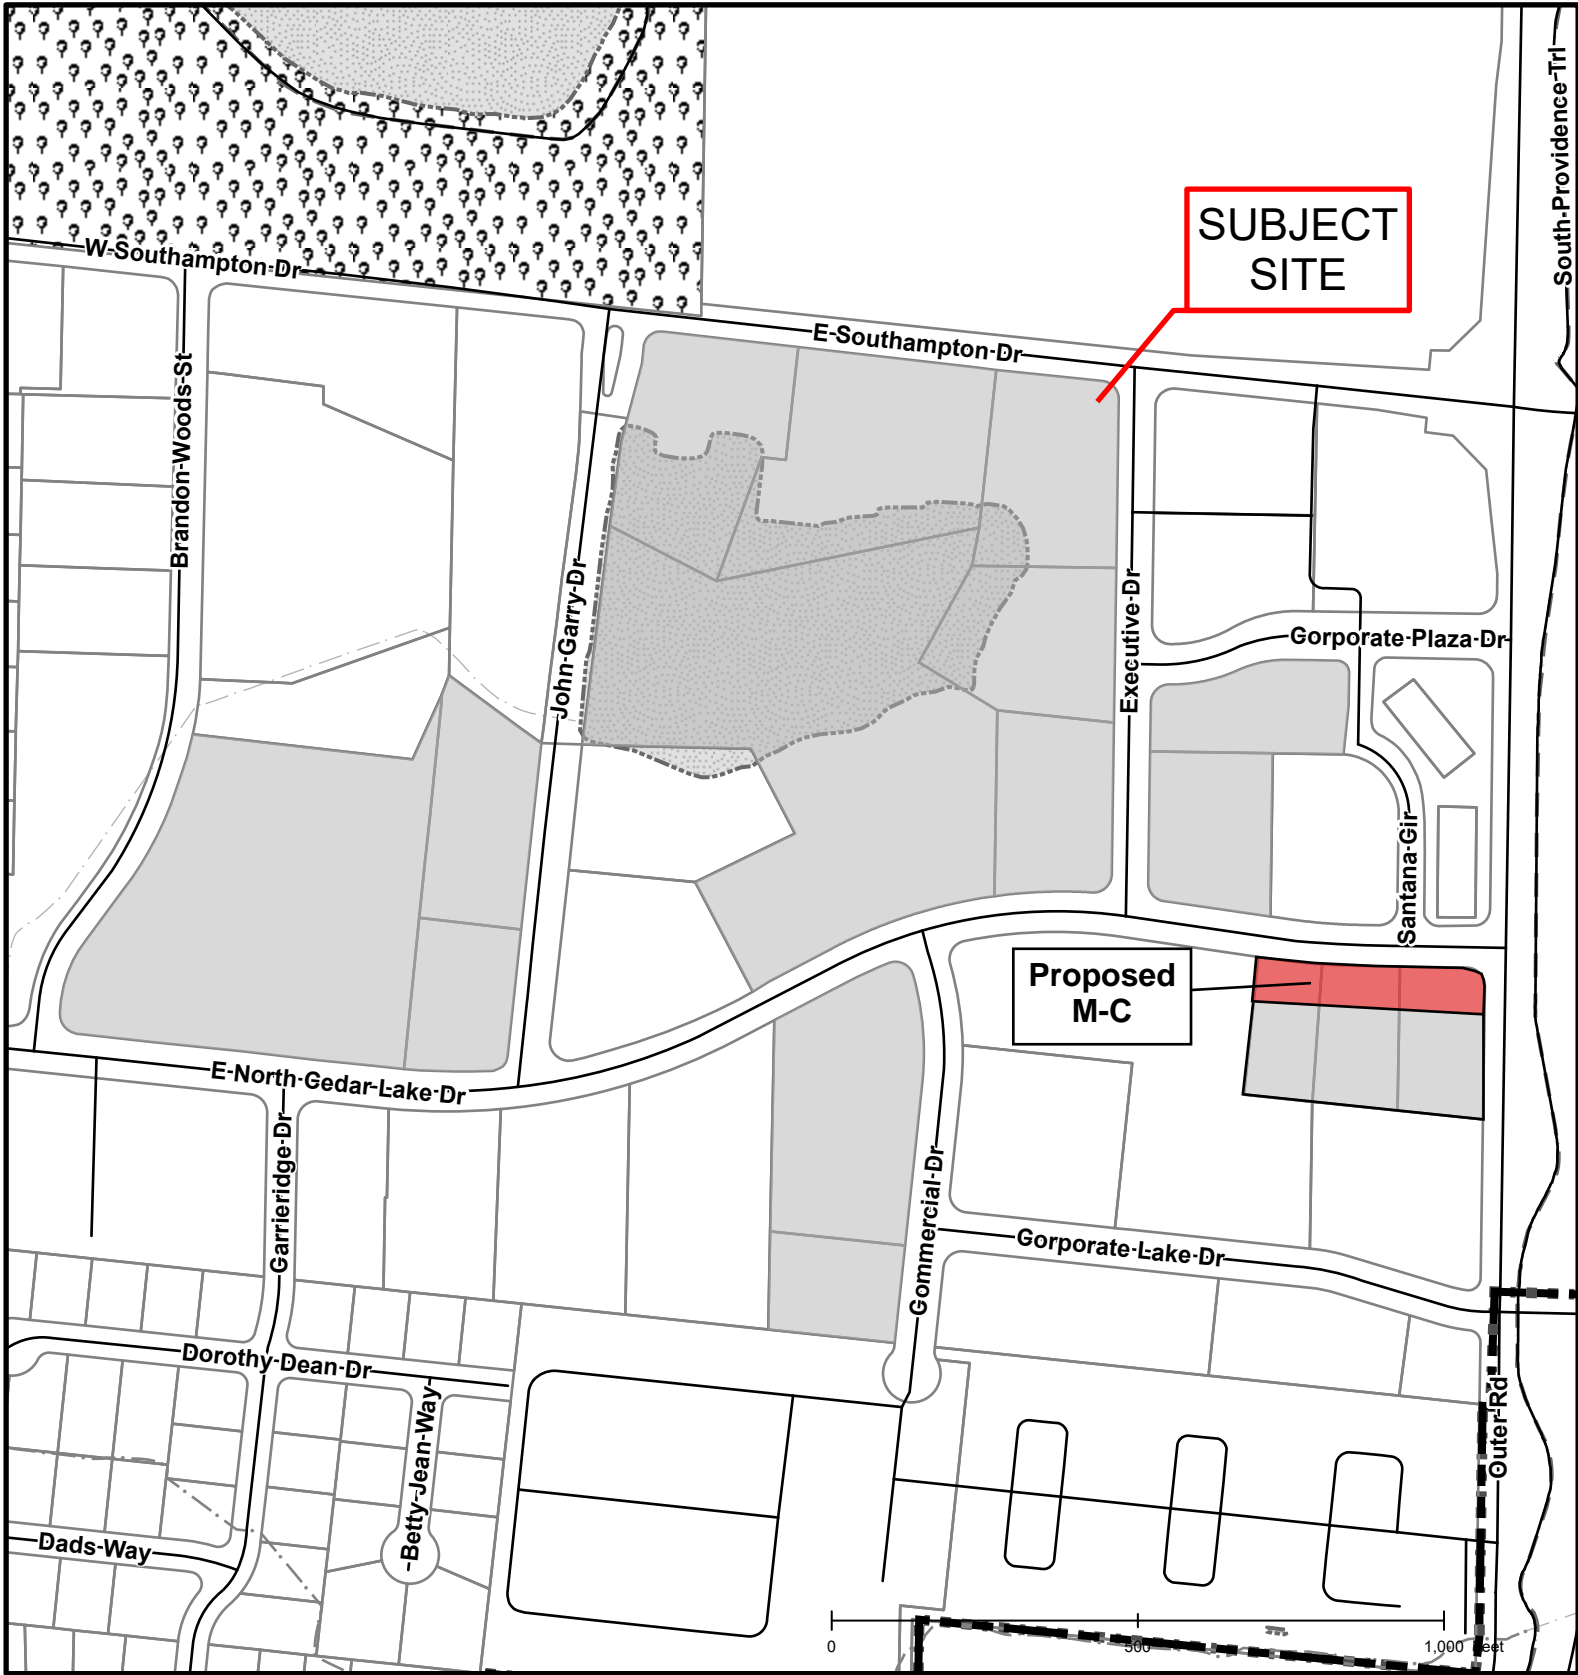 South-Providence-Trl
SUBJECT
SITE
W-Southampton-Dr
E-Southampton-Dr
Brandon-Woods-St
John-Garry-Dr
Executive-Dr
Gorporate-Plaza-Dr
Santana-Gir
Proposed
M-C
E-North-Gedar-Lake-Dr
Garrieridge-Dr
Gommercial-Dr
Gorporate-Lake-Dr
Dorothy-Dean-Dr
Betty-Jean-Way
Outer-Rd
Dads-Way
0 500 1,000 Feet